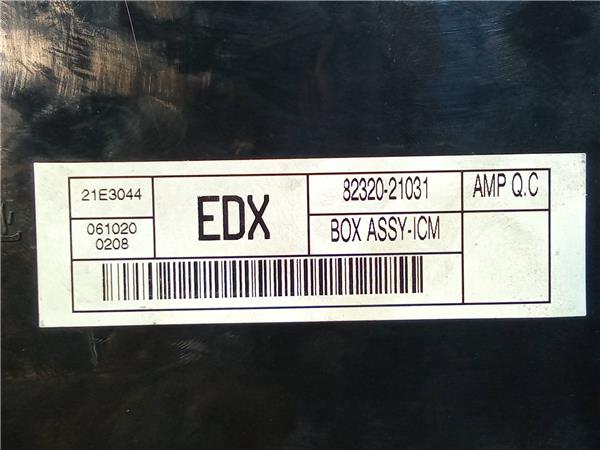 21E3044
EDX
82320-21031
AMP Q.C
061020
0208
BOX ASSY-ICM